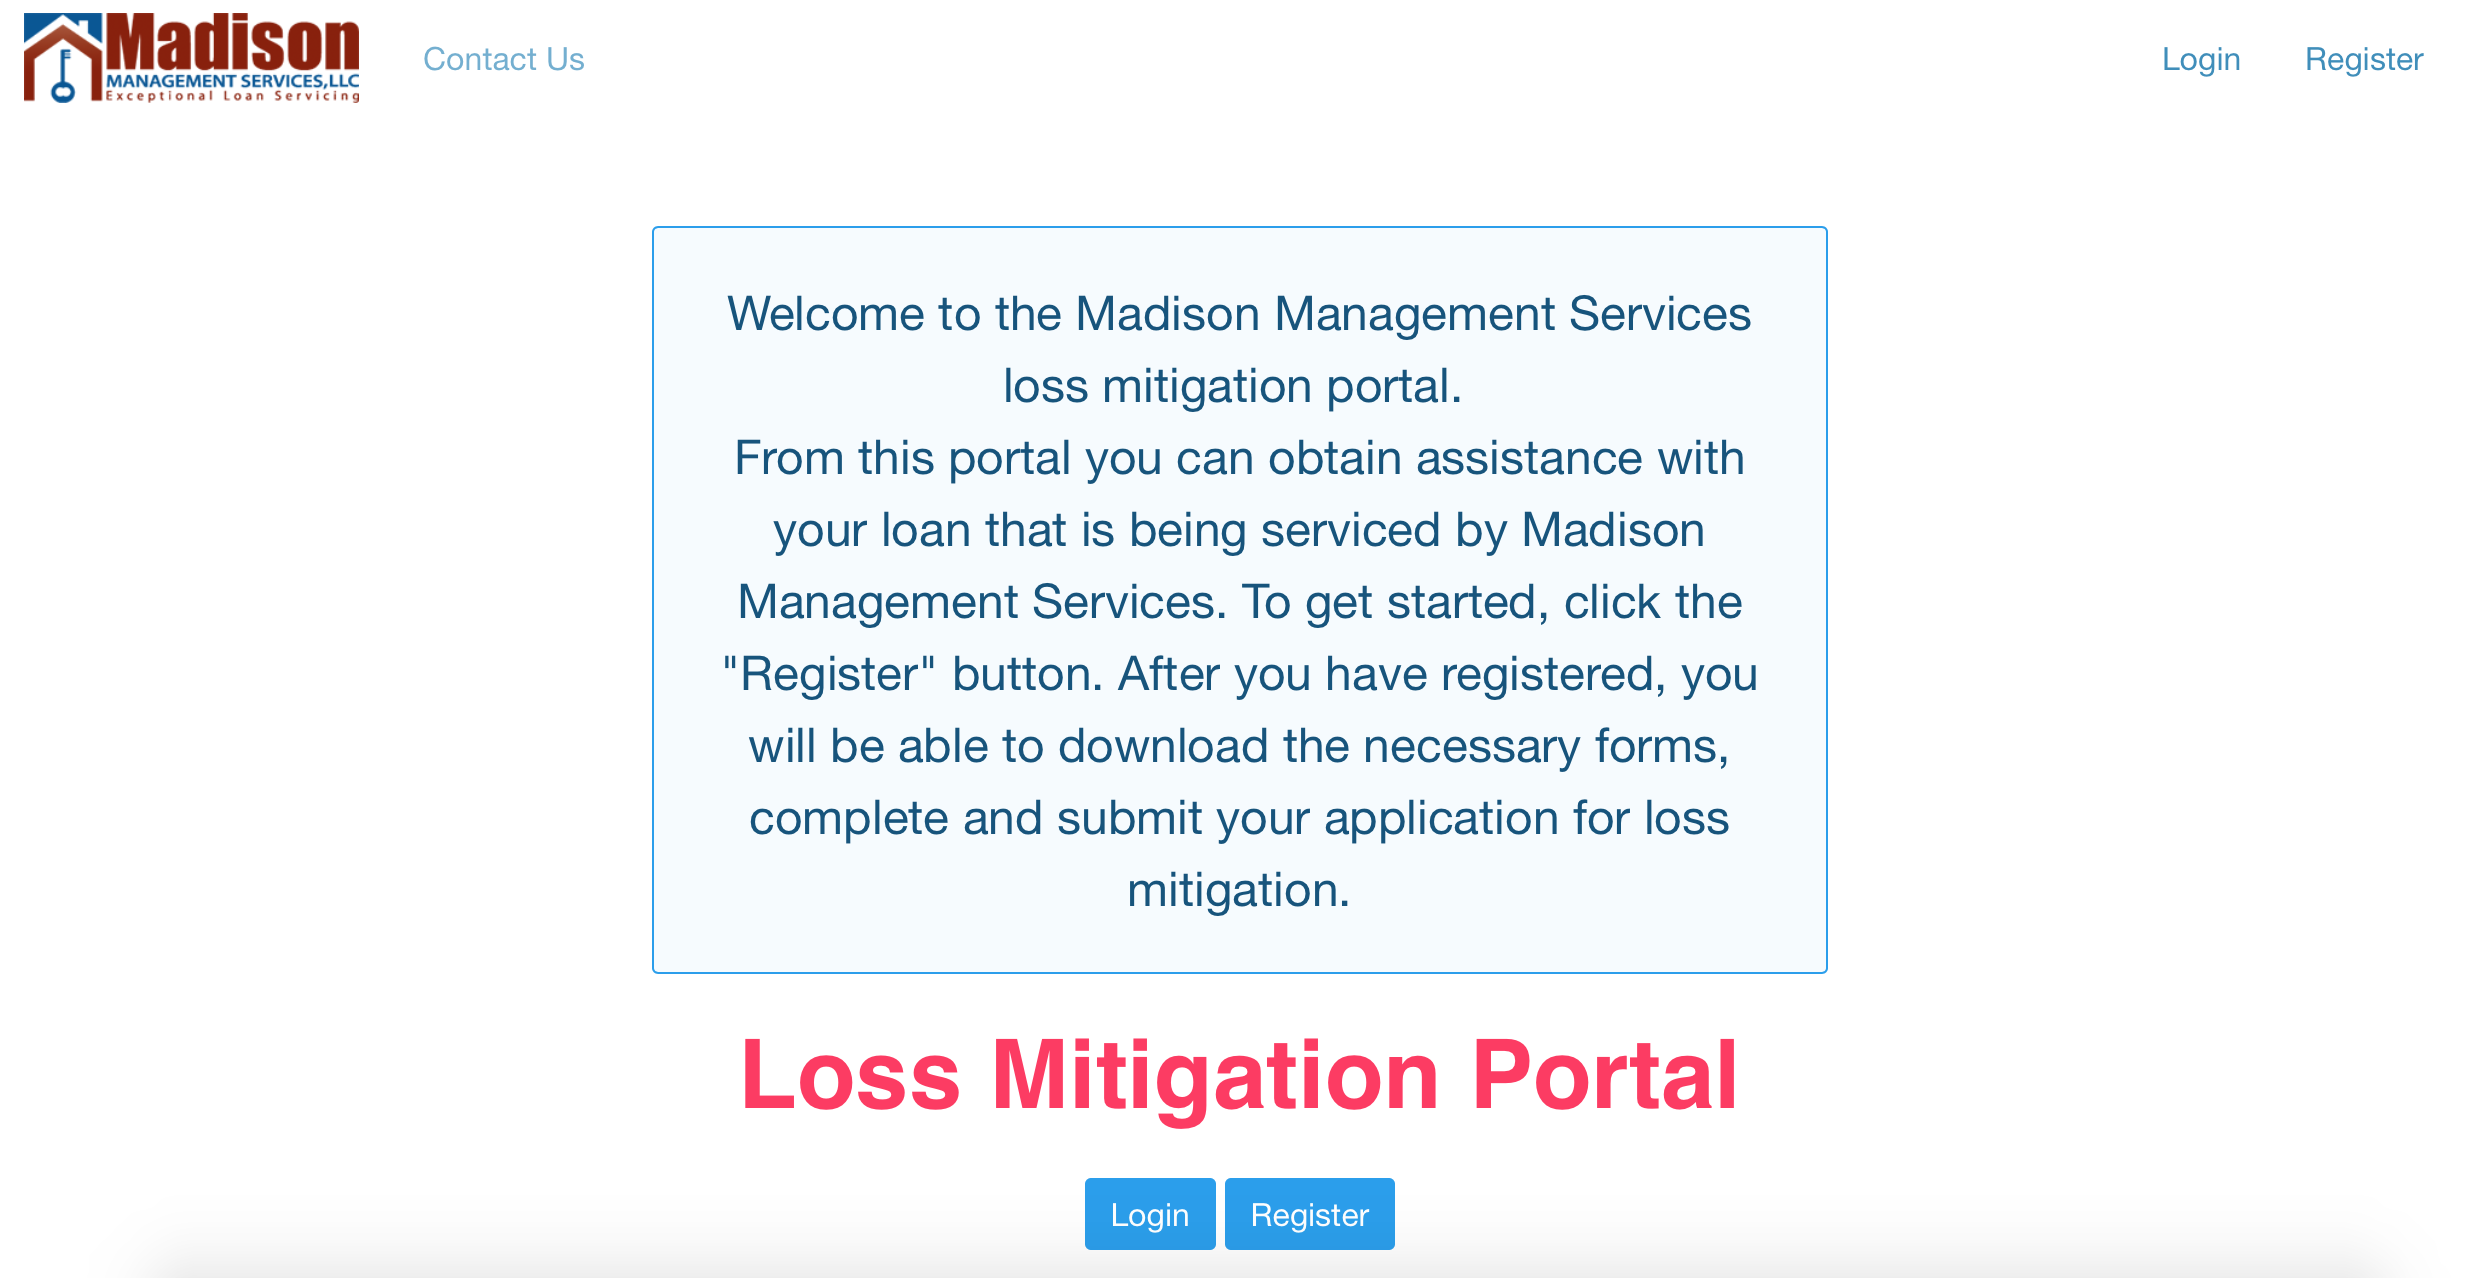 Madison
MANAGEMENT SERVICES,LLC
Exceptional Loan Servicing
Contact Us
Login
Register
Welcome to the Madison Management Services
loss mitigation portal.
From this portal you can obtain assistance with
your loan that is being serviced by Madison
Management Services. To get started, click the
"Register" button. After you have registered, you
will be able to download the necessary forms,
complete and submit your application for loss
mitigation.
Loss Mitigation Portal
Login
Register